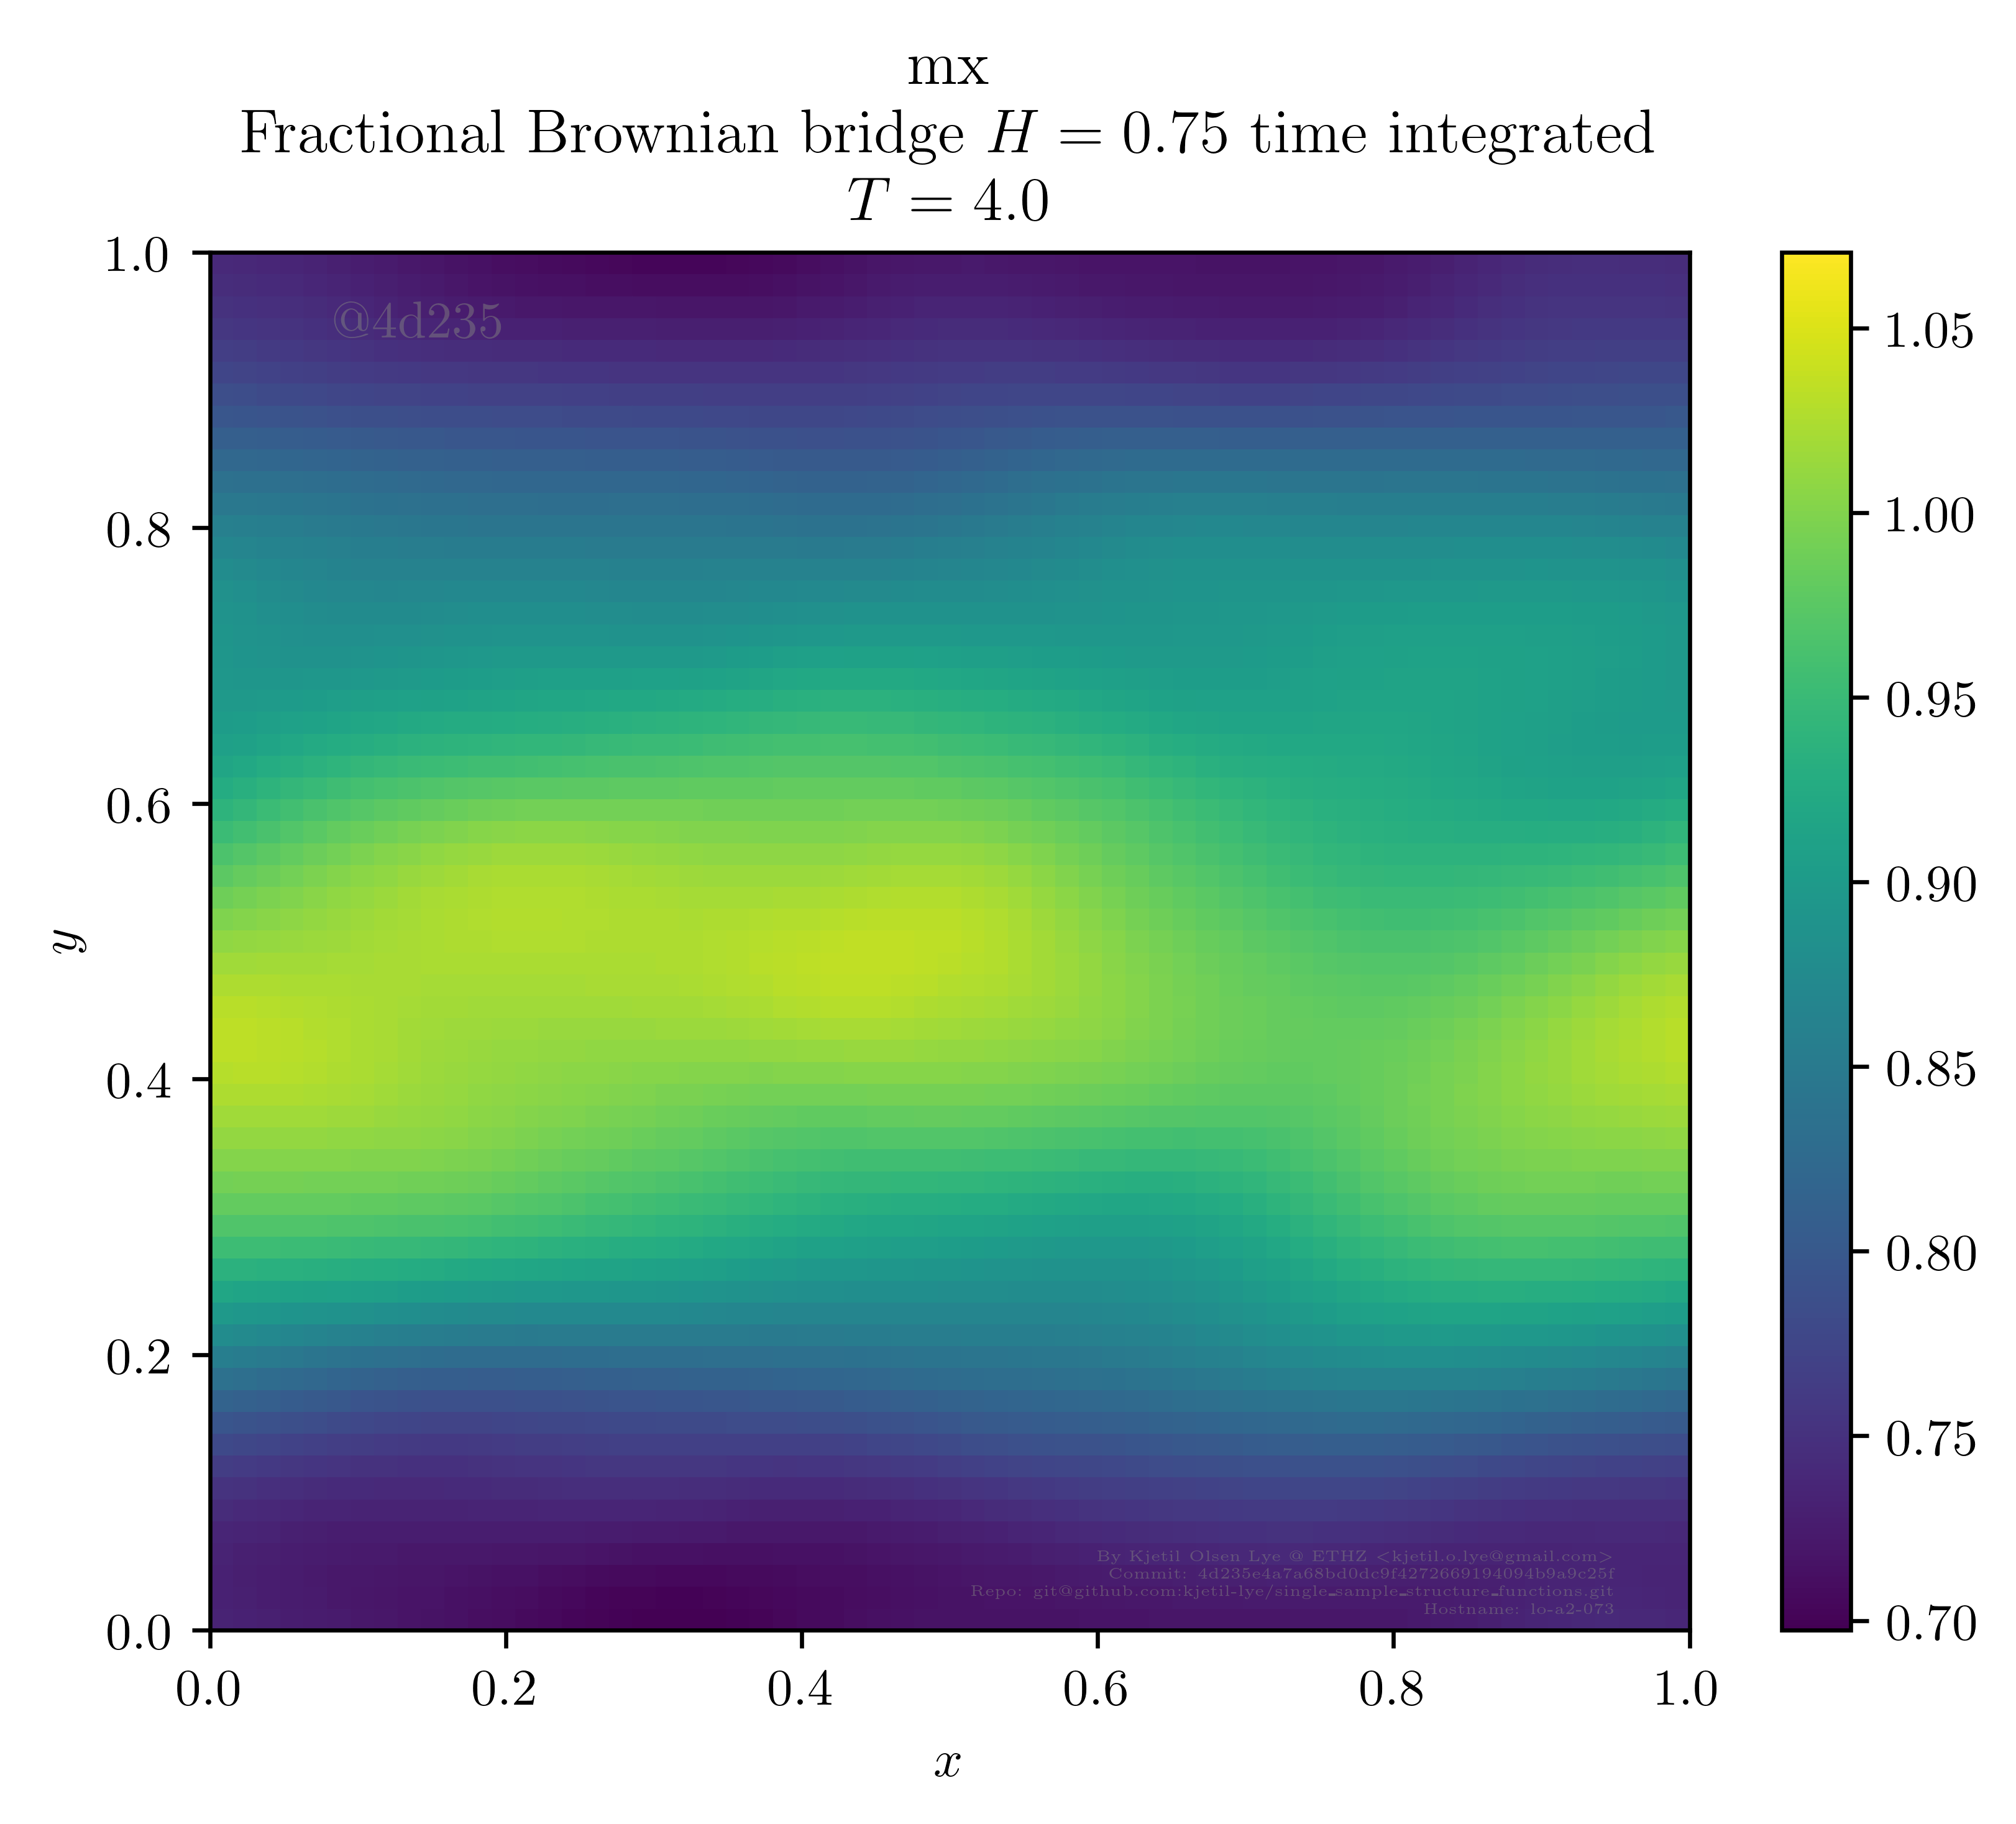 mx
Fractional Brownian bridge H = 0.75 time integrated
T = 4.0
1.0
0.8
0.6
0.4
0.2
0.0
y
@4d235
By Kjetil Olsen Lye @ ETHZ <kjetil.o.lye@gmail.com>
Commit: 4d235e4a7a68bd0dc9f4272669194094b9a9c25f
Repo: git@github.com:kjetil-lye/single_sample_structure_functions.git
Hostname: lo-a2-073
0.0 0.2 0.4 0.6 0.8 1.0
x
1.05
1.00
0.95
0.90
0.85
0.80
0.75
0.70